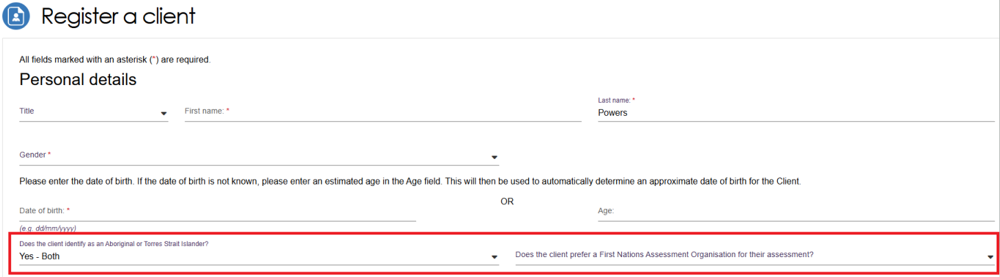 Register a client
All fields marked with an asterisk (*) are required.
Personal details
Title
First name: *
Last name: *
Powers
Gender *
Please enter the date of birth. If the date of birth is not known, please enter an estimated age in the Age field. This will then be used to automatically determine an approximate date of birth for the Client.
OR
Date of birth: *
Age:
(e.g. dd/mm/yyyy)
Does the client identify as an Aboriginal or Torres Strait Islander?
Yes - Both
Does the client prefer a First Nations Assessment Organisation for their assessment?